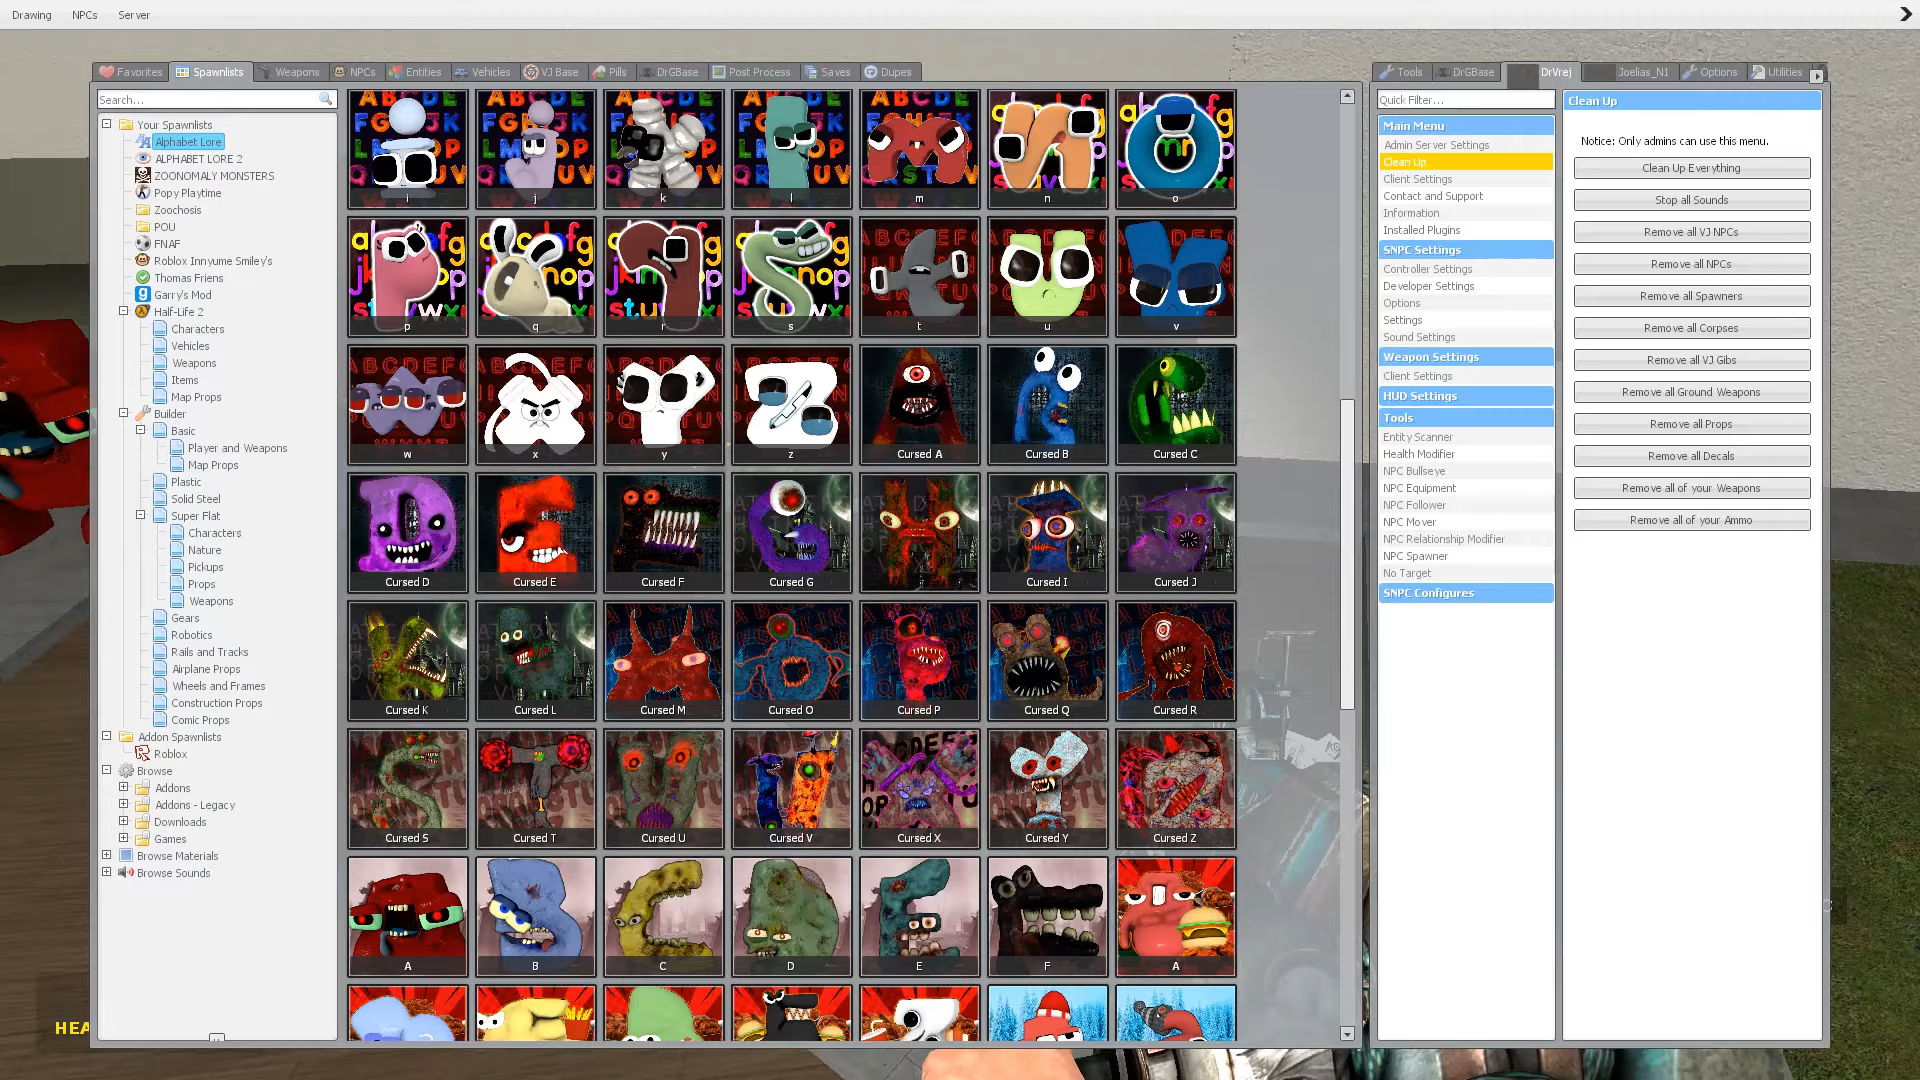 Drawing NPCs Server
Favorites Spawnlists Weapons NPCs Entities Vehicles VJ Base Pills DrGBase Post Process Saves Dupes
Search...
Your Spawnlists
Alphabet Lore
ALPHABET LORE 2
ZOONOMALY MONSTERS
Popy Playtime
Zoochosis
POU
FNAF
Roblox Innyume Smiley's
Thomas Friens
Garry's Mod
Half-Life 2
Characters
Vehicles
Weapons
Items
Map Props
Builder
Basic
Player and Weapons
Map Props
Plastic
Solid Steel
Super Flat
Characters
Nature
Pickups
Props
Weapons
Gears
Robotics
Rails and Tracks
Airplane Props
Wheels and Frames
Construction Props
Comic Props
Addon Spawnlists
Roblox
Browse
Addons
Addons - Legacy
Downloads
Games
Browse Materials
Browse Sounds
i j k l m n o
p q r s t u v
w x y z Cursed A Cursed B Cursed C
Cursed D Cursed E Cursed F Cursed G Cursed I Cursed J
Cursed K Cursed L Cursed M Cursed O Cursed P Cursed Q Cursed R
Cursed S Cursed T Cursed U Cursed V Cursed X Cursed Y Cursed Z
A B C D E F A
HEA
Tools DrGBase DrVrej Joelias_N1 Options Utilities
Quick Filter...
Main Menu
Admin Server Settings
Clean Up
Client Settings
Contact and Support
Information
Installed Plugins
SNPC Settings
Controller Settings
Developer Settings
Options
Settings
Sound Settings
Weapon Settings
Client Settings
HUD Settings
Tools
Entity Scanner
Health Modifier
NPC Bullseye
NPC Equipment
NPC Follower
NPC Mover
NPC Relationship Modifier
NPC Spawner
No Target
SNPC Configures
Clean Up
Notice: Only admins can use this menu.
Clean Up Everything
Stop all Sounds
Remove all VJ NPCs
Remove all NPCs
Remove all Spawners
Remove all Corpses
Remove all VJ Gibs
Remove all Ground Weapons
Remove all Props
Remove all Decals
Remove all of your Weapons
Remove all of your Ammo